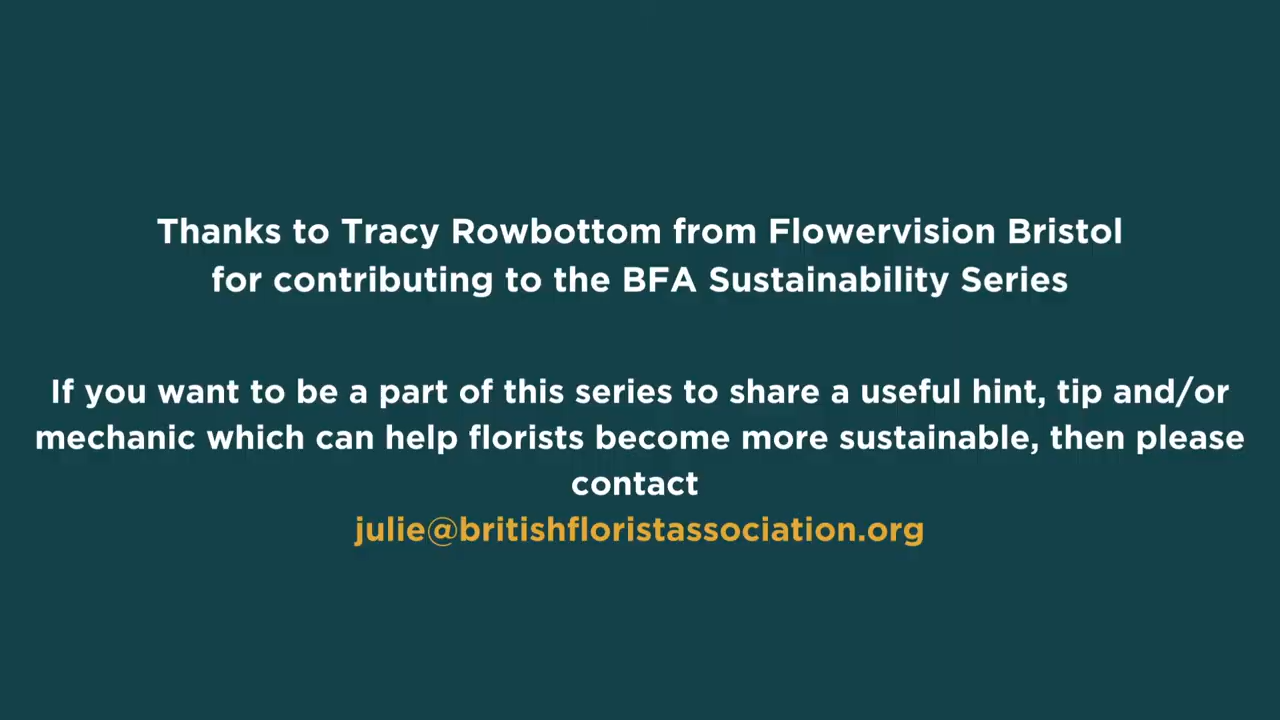 Thanks to Tracy Rowbottom from Flowervision Bristol
for contributing to the BFA Sustainability Series
If you want to be a part of this series to share a useful hint, tip and/or
mechanic which can help florists become more sustainable, then please
contact
julie@britishfloristassociation.org